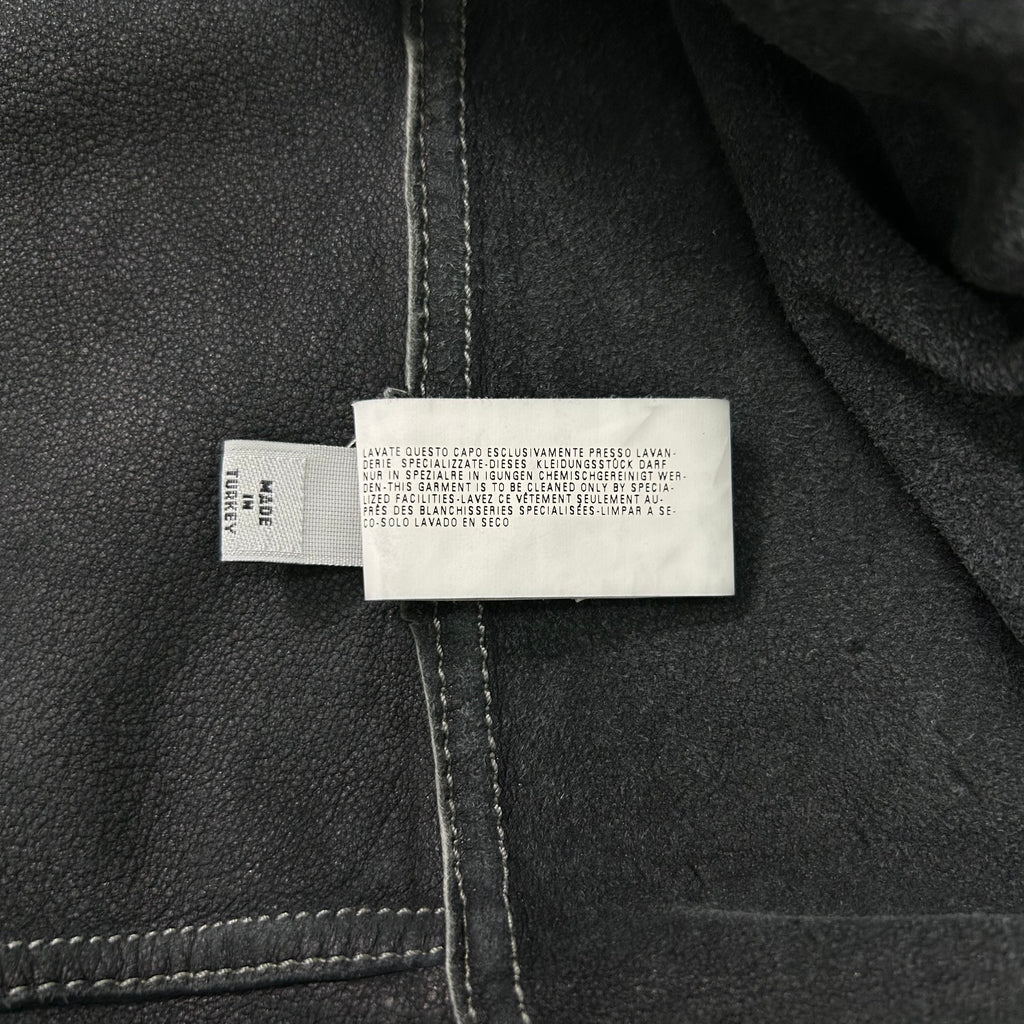 MADE
IN
TURKEY
LAVATE QUESTO CAPO ESCLUSIVAMENTE PRESSO LAVAN-
DERIE SPECIALIZZATE-DIESES KLEIDUNGSSTÜCK DARF
NUR IN SPEZIALRE IN IGUNGEN CHEMISCHGEREINIGT WER-
DEN-THIS GARMENT IS TO BE CLEANED ONLY BY SPECIA-
LIZED FACILITIES-LAVEZ CE VÊTEMENT SEULEMENT AU-
PRÈS DES BLANCHISSERIES SPECIALISÉES-LIMPAR A SE-
CO-SOLO LAVADO EN SECO